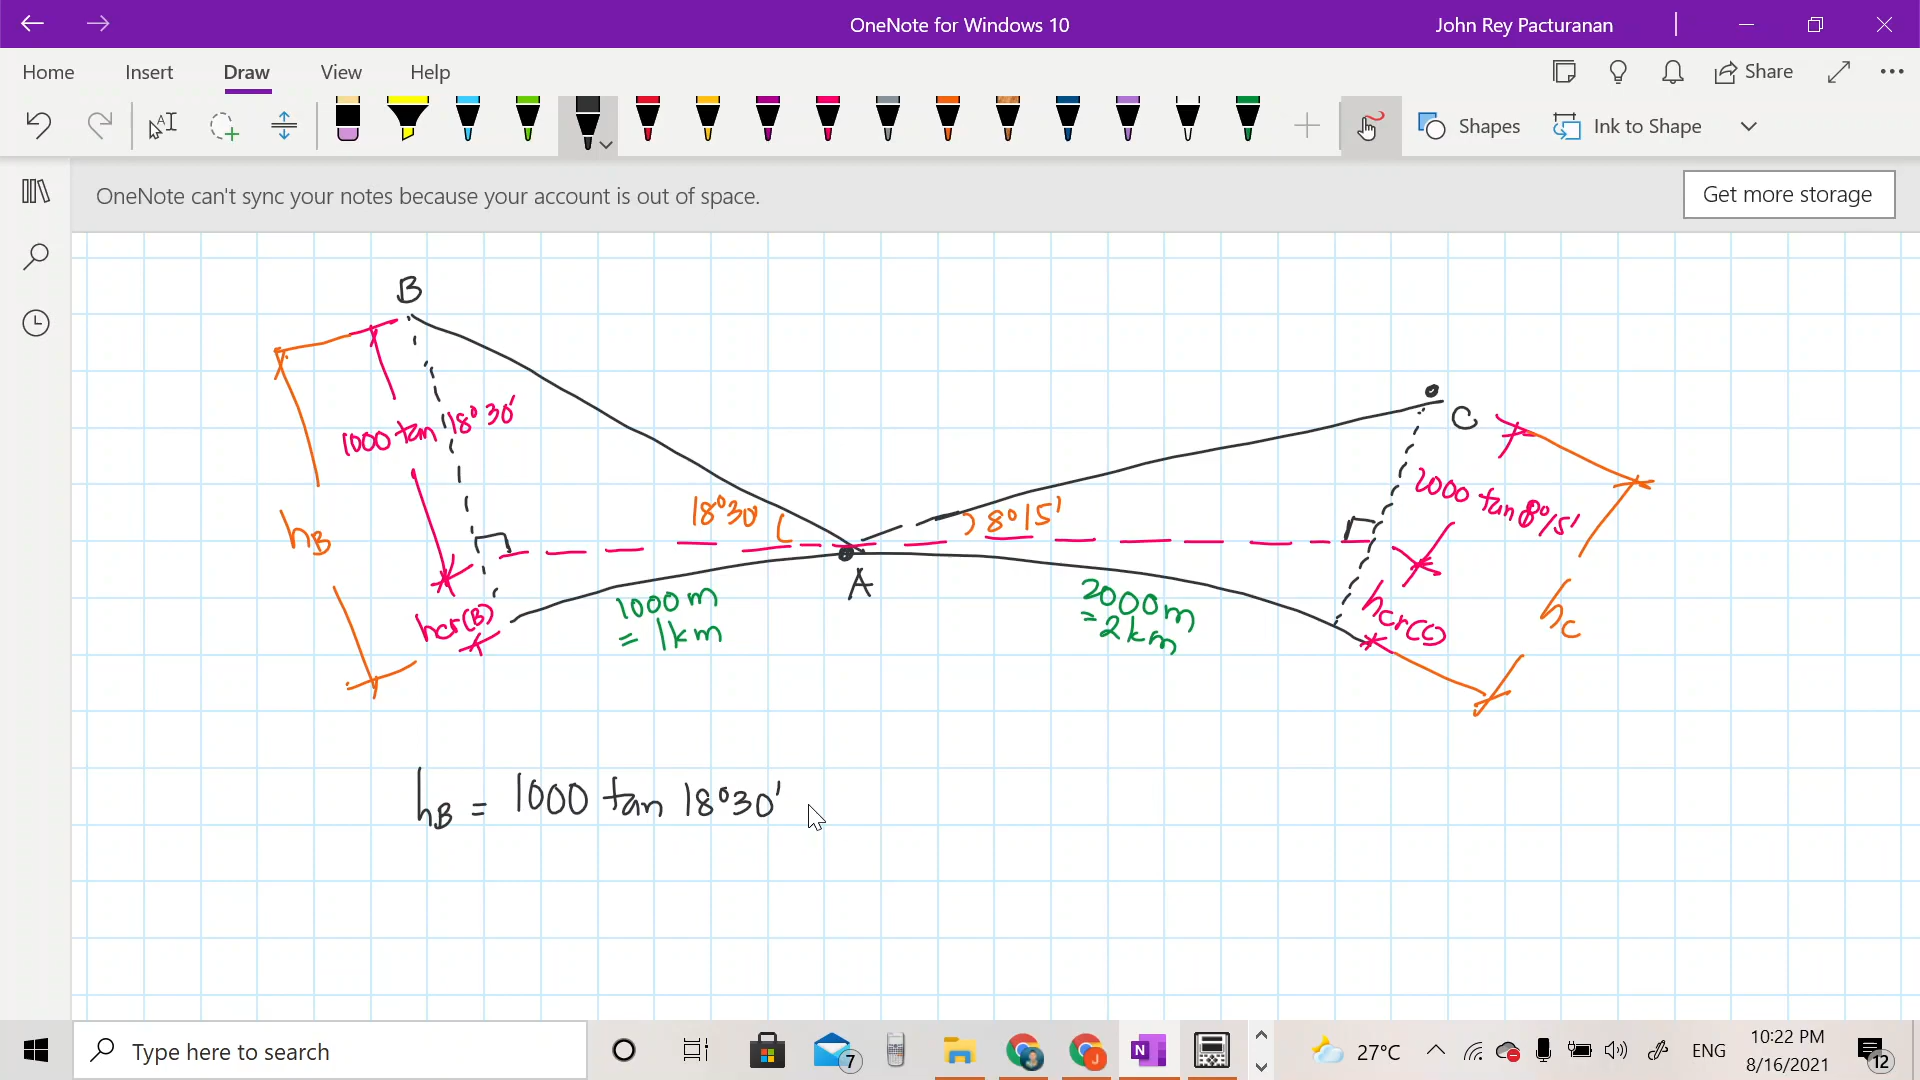 OneNote for Windows 10
John Rey Pacturanan
Home Insert Draw View Help
Share
Shapes
Ink to Shape
OneNote can't sync your notes because your account is out of space.
Get more storage
B
C
1000 tan 18°30'
2000 tan 8°15'
18°30'
8°15'
hB
A
hcr(B)
1000m
= 1km
2000m
= 2km
hcr(C)
hC
hB = 1000 tan 18°30'
Type here to search
7
N
J
27°C
ENG
10:22 PM
8/16/2021
12